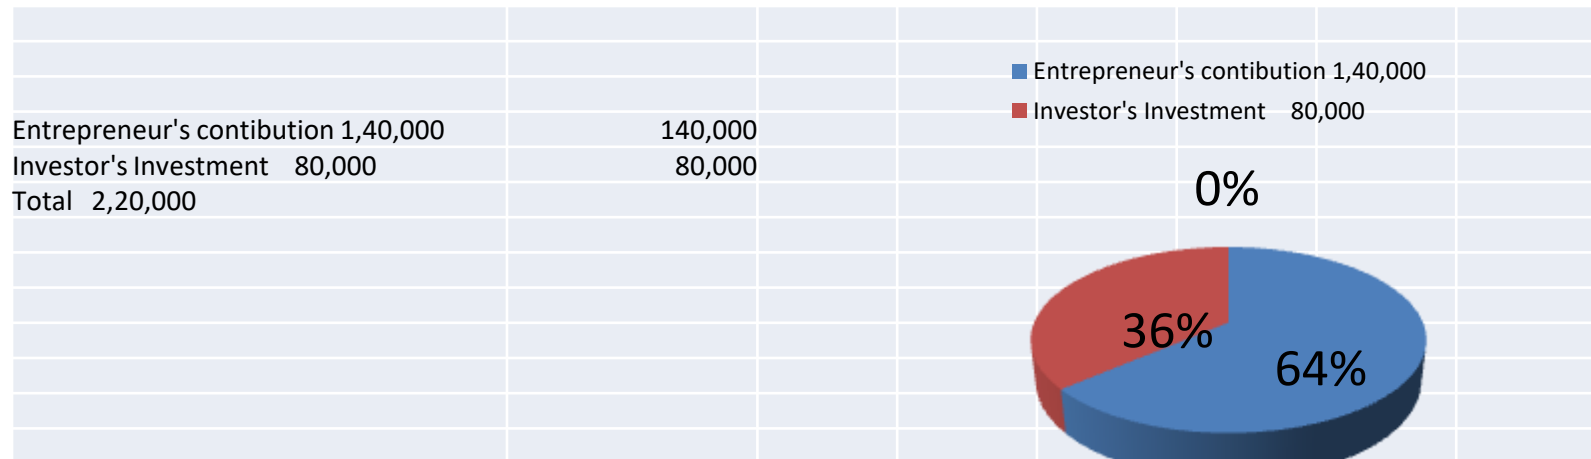 Entrepreneur's contibution 1,40,000 140,000
Investor's Investment 80,000 80,000
Total 2,20,000
Entrepreneur's contibution 1,40,000
Investor's Investment 80,000
0%
36%
64%